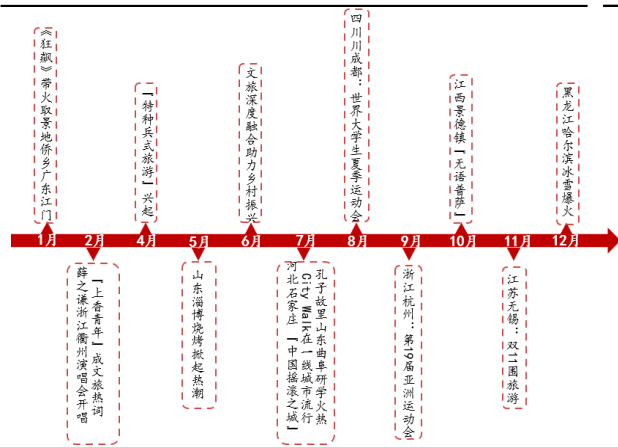 《狂飙》带火取景地侨乡广东江门
1月
2月
「上香青年」成文旅热词
薛之谦浙江衢州演唱会开唱
「特种兵式旅游」兴起
4月
5月
山东淄博烧烤掀起热潮
文旅深度融合助力乡村振兴
6月
7月
孔子故里山东曲阜研学火热
City Walk在一线城市流行
河北石家庄「中国摇滚之城」
四川川成都：世界大学生夏季运动会
8月
9月
浙江杭州：第19届亚洲运动会
江西景德镇「无语菩萨」
10月
11月
江苏无锡：双11囤旅游
黑龙江哈尔滨冰雪爆火
12月